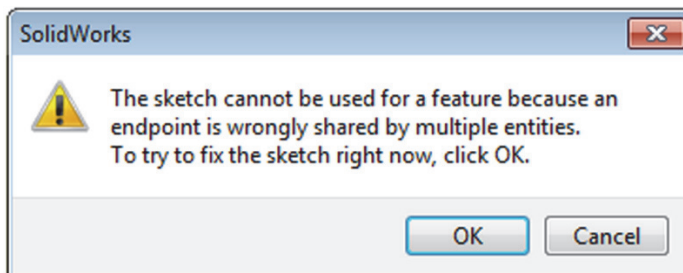 SolidWorks
The sketch cannot be used for a feature because an
endpoint is wrongly shared by multiple entities.
To try to fix the sketch right now, click OK.
OK
Cancel